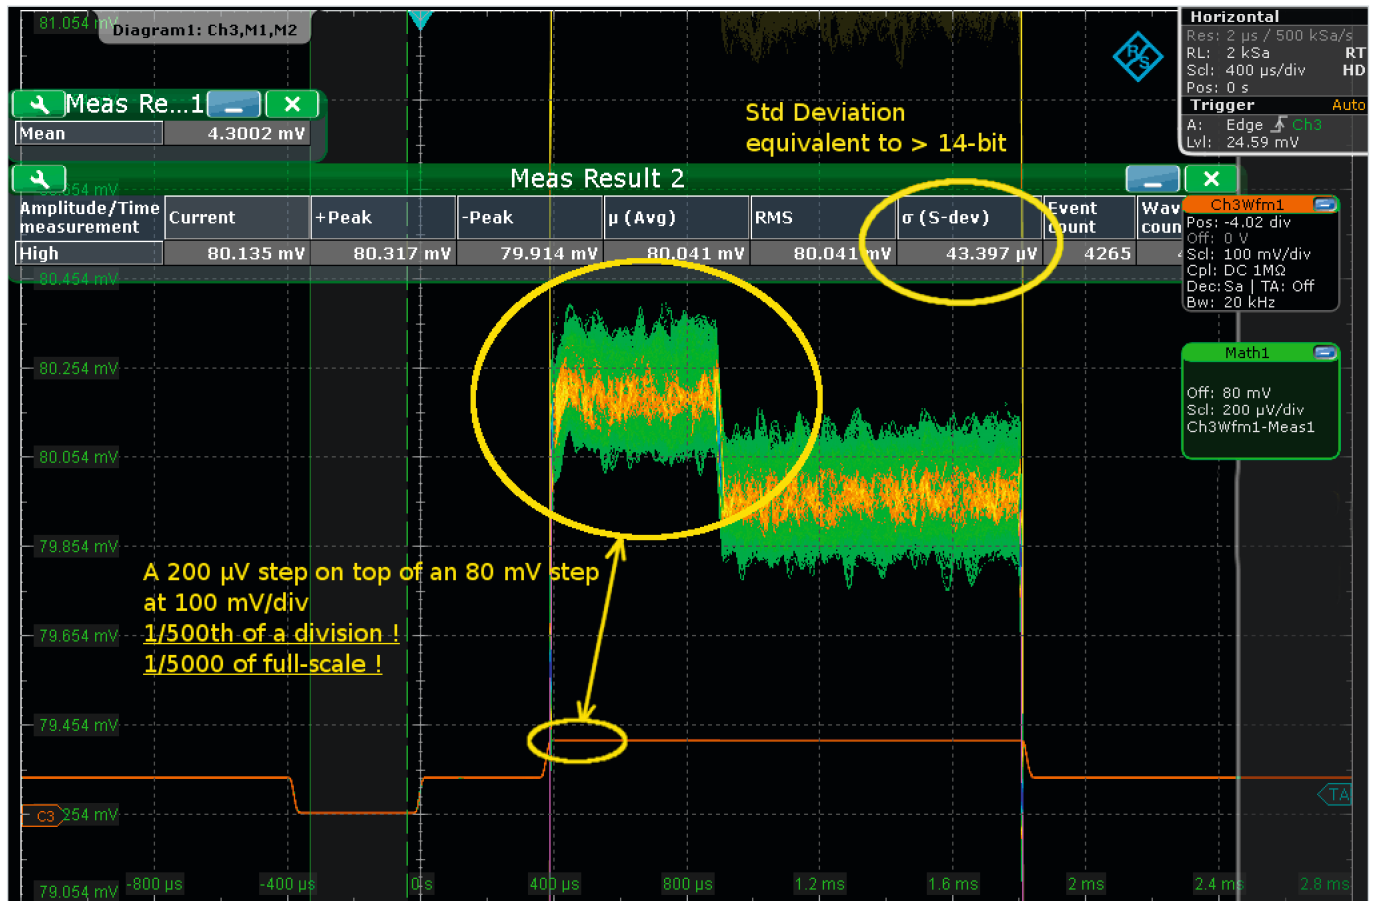 81.054 mV
Diagram1: Ch3,M1,M2
Horizontal
Res: 2 µs / 500 kSa/s
RL: 2 kSa RT
Scl: 400 µs/div HD
Pos: 0 s
Trigger Auto
A: Edge Ch3
Lvl: 24.59 mV
R S
Meas Re...1
Mean 4.3002 mV
Std Deviation
equivalent to > 14-bit
Meas Result 2
Amplitude/Time measurement Current +Peak -Peak µ (Avg) RMS σ (S-dev) Event count Wav coun
High 80.135 mV 80.317 mV 79.914 mV 80.041 mV 80.041 mV 43.397 µV 4265
Ch3Wfm1
Pos: -4.02 div
Off: 0 V
Scl: 100 mV/div
Cpl: DC 1MΩ
Dec: Sa | TA: Off
Bw: 20 kHz
80.454 mV
80.254 mV
Math1
Off: 80 mV
Scl: 200 µV/div
Ch3Wfm1-Meas1
80.054 mV
79.854 mV
A 200 µV step on top of an 80 mV step
at 100 mV/div
1/500th of a division !
1/5000 of full-scale !
79.654 mV
79.454 mV
TA
C3 254 mV
79.054 mV -800 µs -400 µs 0 s 400 µs 800 µs 1.2 ms 1.6 ms 2 ms 2.4 ms 2.8 ms